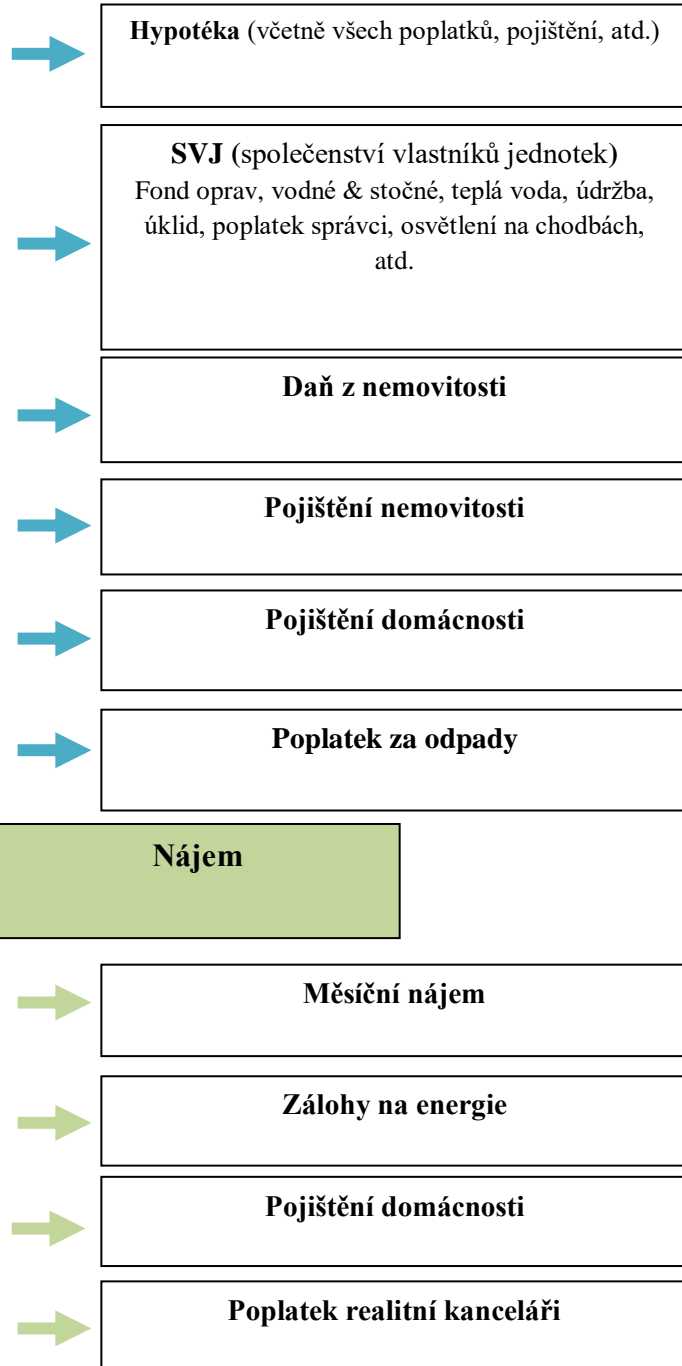 Hypotéka (včetně všech poplatků, pojištění, atd.)
SVJ (společenství vlastníků jednotek)
Fond oprav, vodné & stočné, teplá voda, údržba,
úklid, poplatek správci, osvětlení na chodbách,
atd.
Daň z nemovitosti
Pojištění nemovitosti
Pojištění domácnosti
Poplatek za odpady
Nájem
Měsíční nájem
Zálohy na energie
Pojištění domácnosti
Poplatek realitní kanceláři